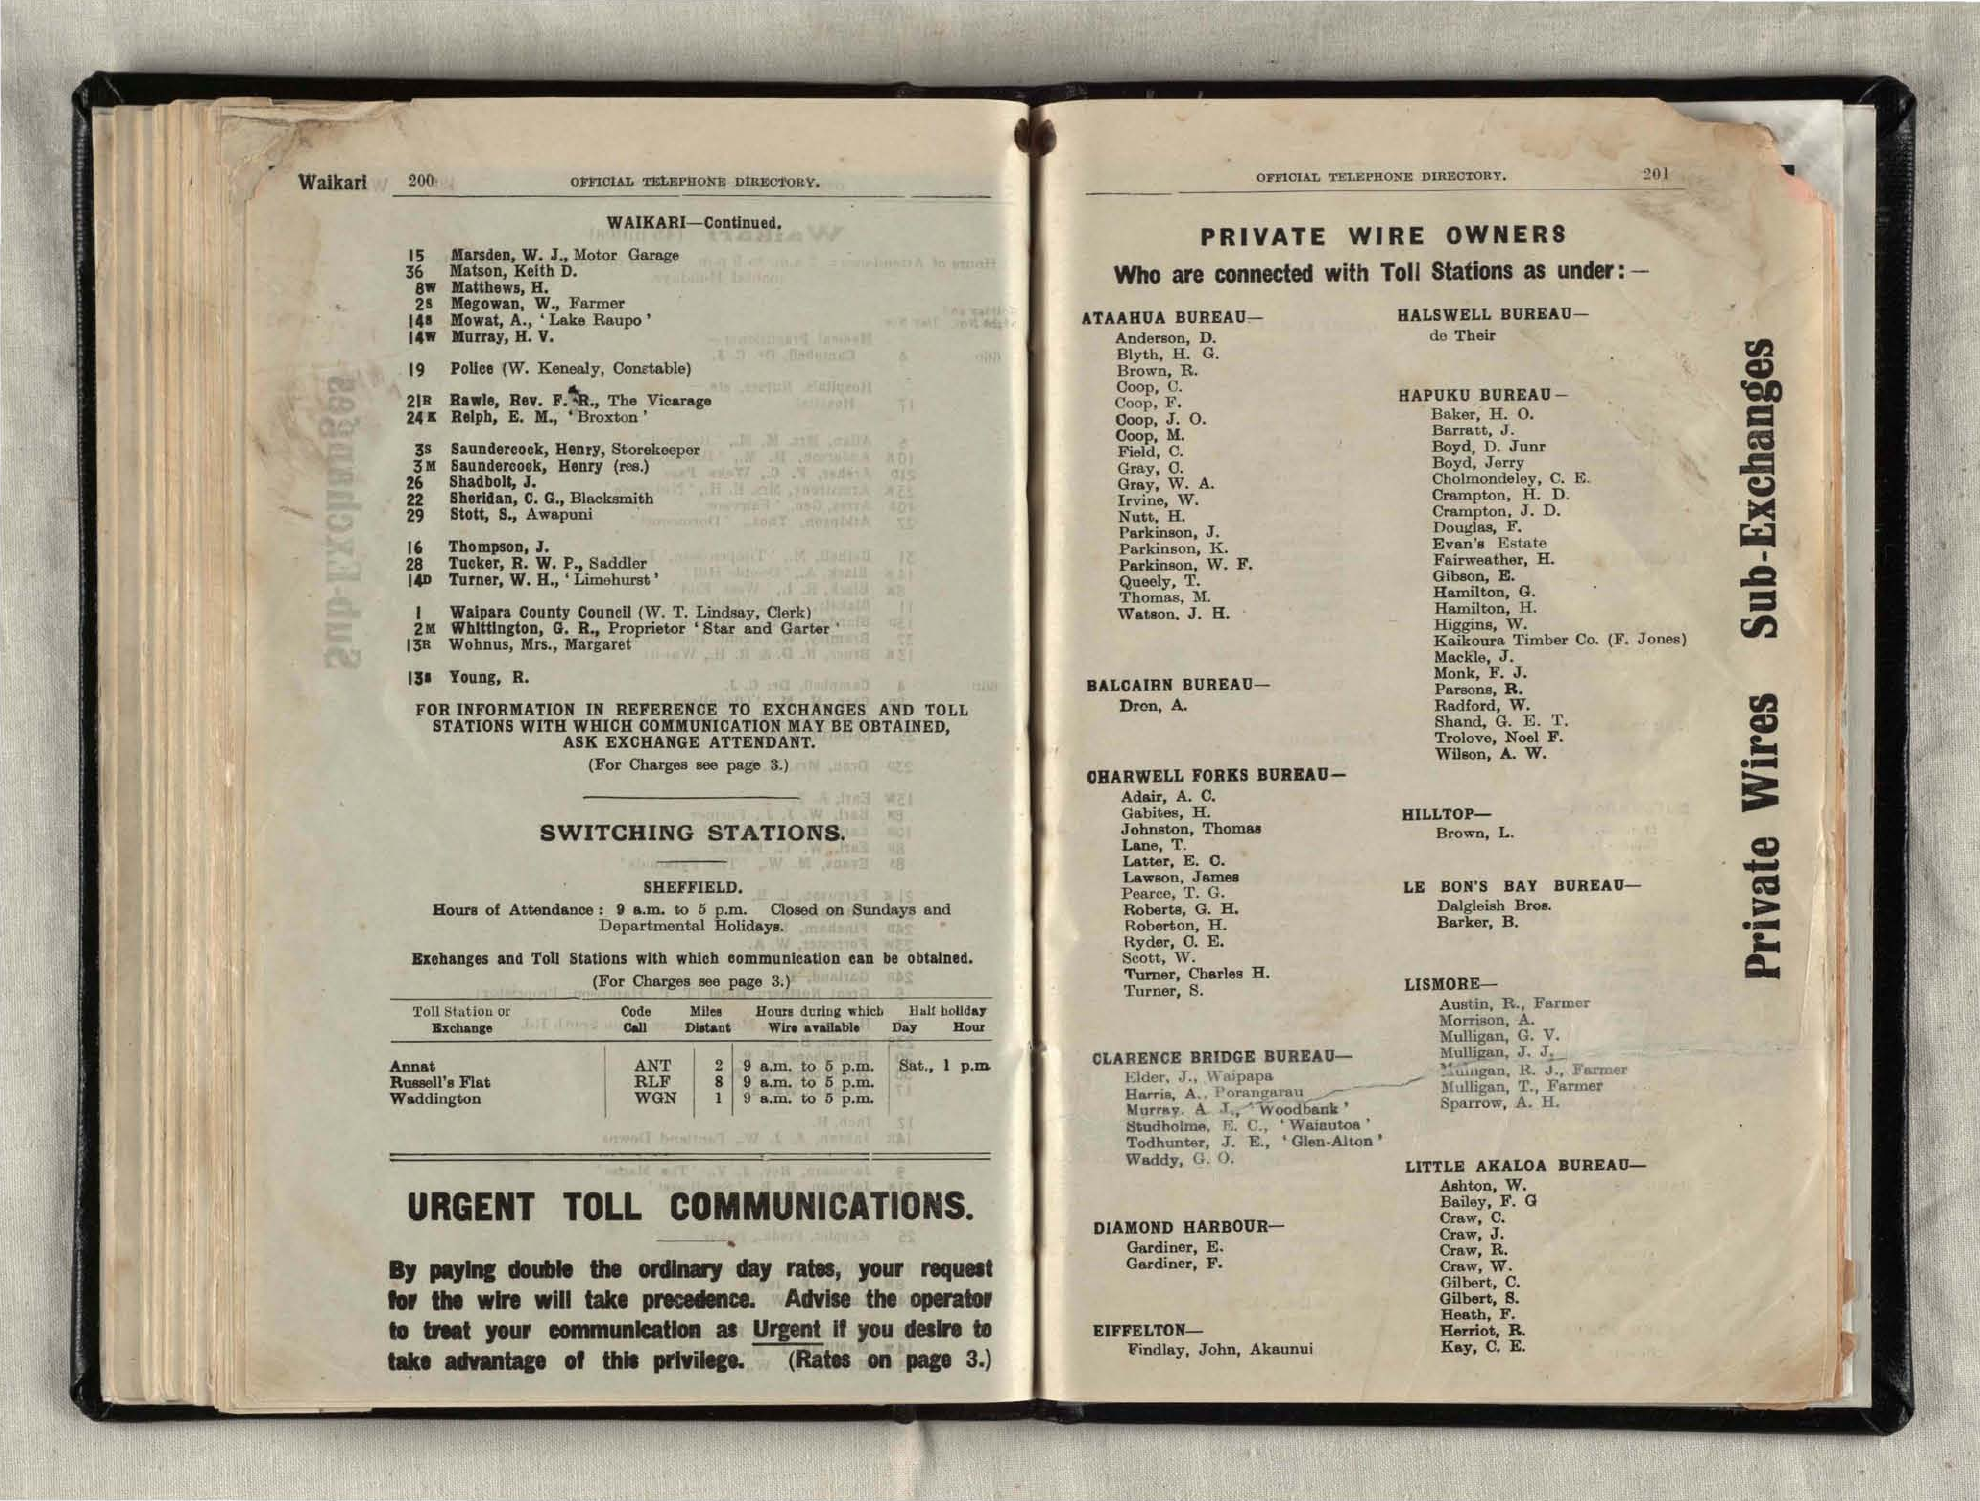 Waikari 200 OFFICIAL TELEPHONE DIRECTORY.
WAIKARI—Continued.
15 Marsden, W. J., Motor Garage
36 Matson, Keith D.
8W Matthews, H.
2S Megowan, W., Farmer
14S Mowat, A., ‘Lake Raupo’
14W Murray, H. V.
19 Police (W. Kenealy, Constable)
21R Rawle, Rev. F. R., The Vicarage
24K Relph, E. M., ‘Broxton’
3S Saundercock, Henry, Storekeeper
3M Saundercock, Henry (res.)
26 Shadbolt, J.
22 Sheridan, C. G., Blacksmith
29 Stott, S., Awapuni
16 Thompson, J.
28 Tucker, R. W. P., Saddler
14D Turner, W. H., ‘Limehurst’
1 Waipara County Council (W. T. Lindsay, Clerk)
2M Whittington, G. R., Proprietor ‘Star and Garter’
13R Wohnus, Mrs., Margaret
13S Young, R.
FOR INFORMATION IN REFERENCE TO EXCHANGES AND TOLL
STATIONS WITH WHICH COMMUNICATION MAY BE OBTAINED,
ASK EXCHANGE ATTENDANT.
(For Charges see page 3.)
SWITCHING STATIONS.
SHEFFIELD.
Hours of Attendance: 9 a.m. to 5 p.m. Closed on Sundays and
Departmental Holidays.
Exchanges and Toll Stations with which communication can be obtained.
(For Charges see page 3.)
Toll Station or Code Miles Hours during which Half holiday
Exchange Call Distant Wire available Day Hour
Annat ANT 2 9 a.m. to 5 p.m. Sat., 1 p.m.
Russell's Flat RLF 8 9 a.m. to 5 p.m.
Waddington WGN 1 9 a.m. to 5 p.m.
URGENT TOLL COMMUNICATIONS.
By paying double the ordinary day rates, your request
for the wire will take precedence. Advise the operator
to treat your communication as Urgent if you desire to
take advantage of this privilege. (Rates on page 3.)
OFFICIAL TELEPHONE DIRECTORY. 201
PRIVATE WIRE OWNERS
Who are connected with Toll Stations as under:—
ATAAHUA BUREAU—
Anderson, D.
Blyth, H. G.
Brown, R.
Coop, C.
Coop, F.
Coop, J. O.
Coop, M.
Field, C.
Gray, C.
Gray, W. A.
Irvine, W.
Nutt, H.
Parkinson, J.
Parkinson, K.
Parkinson, W. F.
Queely, T.
Thomas, M.
Watson, J. H.
BALCAIRN BUREAU—
Dron, A.
CHARWELL FORKS BUREAU—
Adair, A. C.
Gabites, H.
Johnston, Thomas
Lane, T.
Latter, E. C.
Lawson, James
Pearce, T. G.
Roberts, G. H.
Roberton, H.
Ryder, C. E.
Scott, W.
Turner, Charles H.
Turner, S.
CLARENCE BRIDGE BUREAU—
Elder, J., Waipapa
Harris, A., Porangarau
Murray, A. J., ‘Woodbank’
Studholme, E. C., ‘Waiautoa’
Todhunter, J. E., ‘Glen-Alton’
Waddy, G. O.
DIAMOND HARBOUR—
Gardiner, E.
Gardiner, F.
EIFFELTON—
Findlay, John, Akaunui
HALSWELL BUREAU—
de Their
HAPUKU BUREAU—
Baker, H. O.
Barratt, J.
Boyd, D. Junr
Boyd, Jerry
Cholmondeley, C. E.
Crampton, H. D.
Crampton, J. D.
Douglas, F.
Evan's Estate
Fairweather, H.
Gibson, E.
Hamilton, G.
Hamilton, H.
Higgins, W.
Kaikoura Timber Co. (F. Jones)
Mackle, J.
Monk, F. J.
Parsons, R.
Radford, W.
Shand, G. E. T.
Trolove, Noel F.
Wilson, A. W.
HILLTOP—
Brown, L.
LE BON'S BAY BUREAU—
Dalgleish Bros.
Barker, B.
LISMORE—
Austin, R., Farmer
Morrison, A.
Mulligan, G. V.
Mulligan, J. J.
Mulligan, R. J., Farmer
Mulligan, T., Farmer
Sparrow, A. H.
LITTLE AKALOA BUREAU—
Ashton, W.
Bailey, F. G
Craw, C.
Craw, J.
Craw, R.
Craw, W.
Gilbert, C.
Gilbert, S.
Heath, F.
Herriot, R.
Kay, C. E.
Private Wires Sub-Exchanges